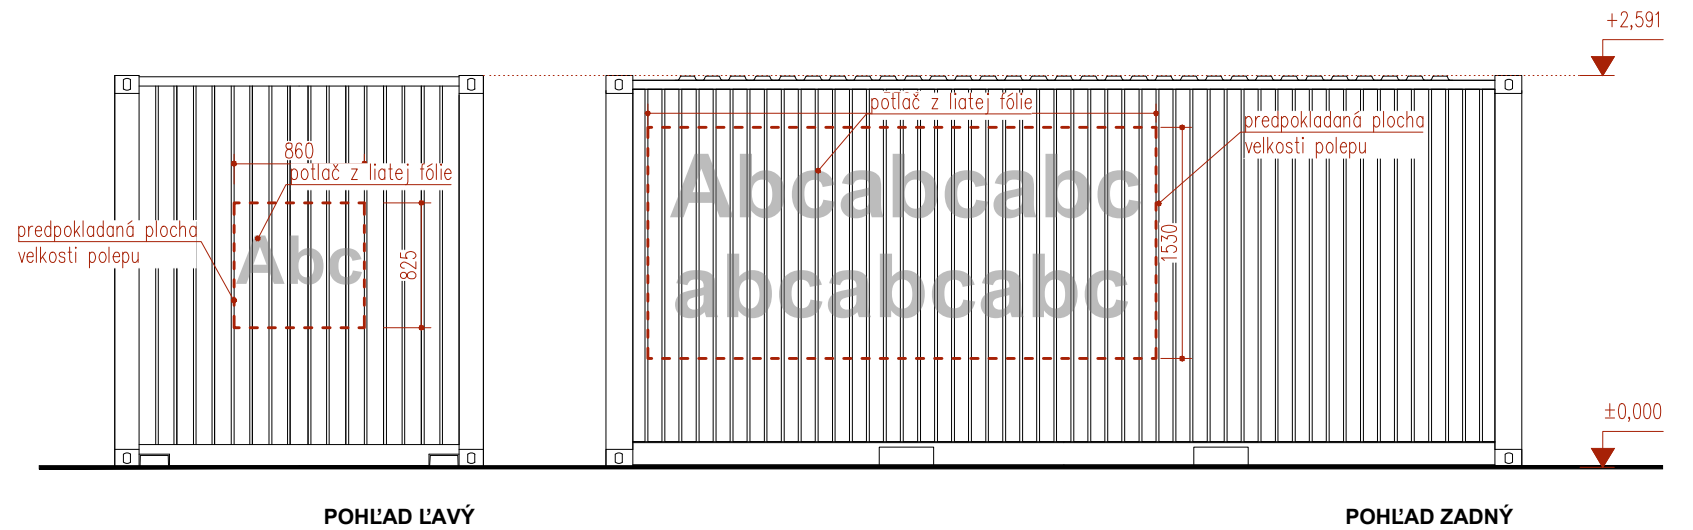 +2,591
potlač z liatej fólie
predpokladaná plocha
velkosti polepu
860
potlač z liatej fólie
Abcabcabc
abcabcabc
1530
predpokladaná plocha
velkosti polepu
Abc
825
±0,000
POHĽAD ĽAVÝ
POHĽAD ZADNÝ